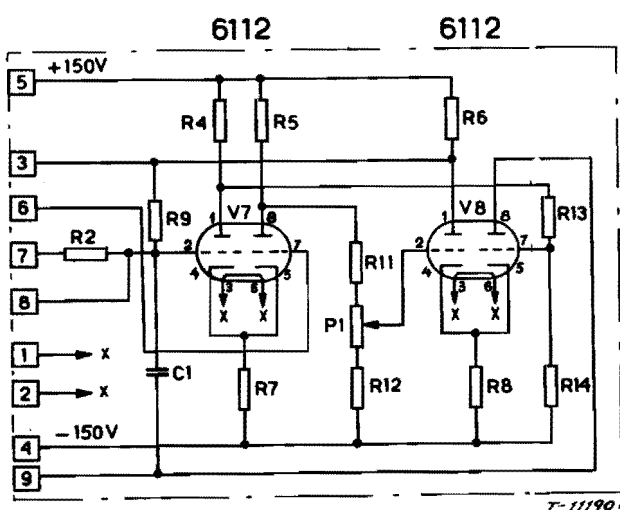 6112 6112
5 +150V
R4 R5 R6
3
6 R9 1 V7 8 1 V8 8 R13
7 R2 2 7 R11 2 7
4 3 6 5 4 3 6 5
8 X X P1 X X
1 X
2 X C1 R7 R12 R8 R14
4 -150V
9
T-11190